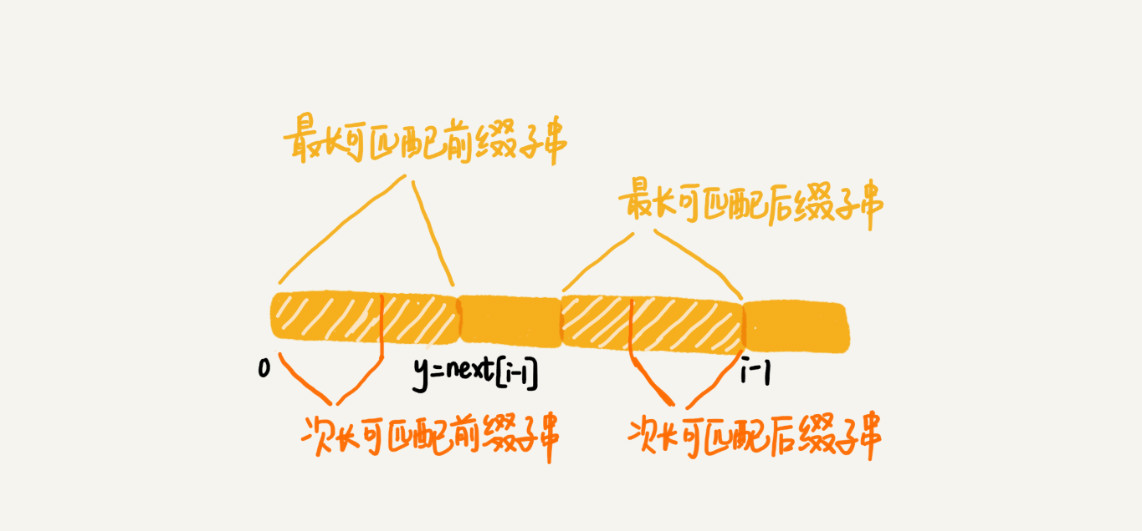 最长可匹配前缀子串
最长可匹配后缀子串
0
y=next[i-1]
i-1
次长可匹配前缀子串
次长可匹配后缀子串